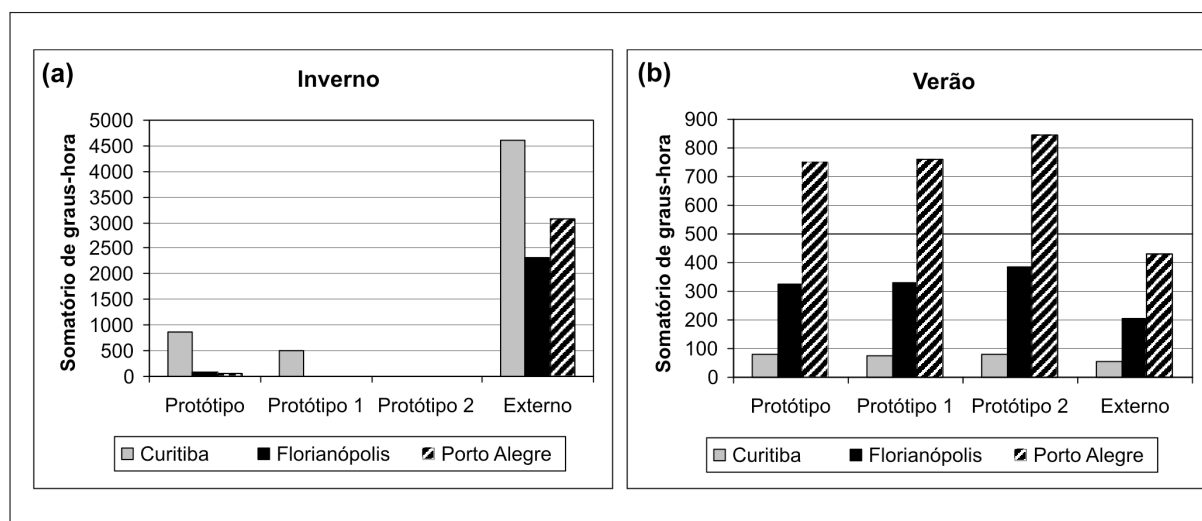 (a)
Inverno
Somatório de graus-hora
5000
4500
4000
3500
3000
2500
2000
1500
1000
500
0
Protótipo Protótipo 1 Protótipo 2 Externo
Curitiba Florianópolis Porto Alegre
(b)
Verão
Somatório de graus-hora
900
800
700
600
500
400
300
200
100
0
Protótipo Protótipo 1 Protótipo 2 Externo
Curitiba Florianópolis Porto Alegre